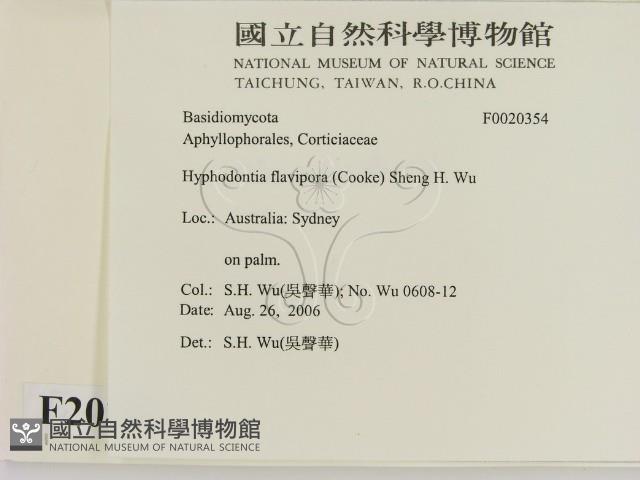 國立自然科學博物館
NATIONAL MUSEUM OF NATURAL SCIENCE
TAICHUNG, TAIWAN, R.O.CHINA
Basidiomycota F0020354
Aphyllophorales, Corticiaceae
Hyphodontia flavipora (Cooke) Sheng H. Wu
Loc.: Australia: Sydney
on palm.
Col.: S.H. Wu(吳聲華); No. Wu 0608-12
Date: Aug. 26, 2006
Det.: S.H. Wu(吳聲華)
F20
國立自然科學博物館
NATIONAL MUSEUM OF NATURAL SCIENCE